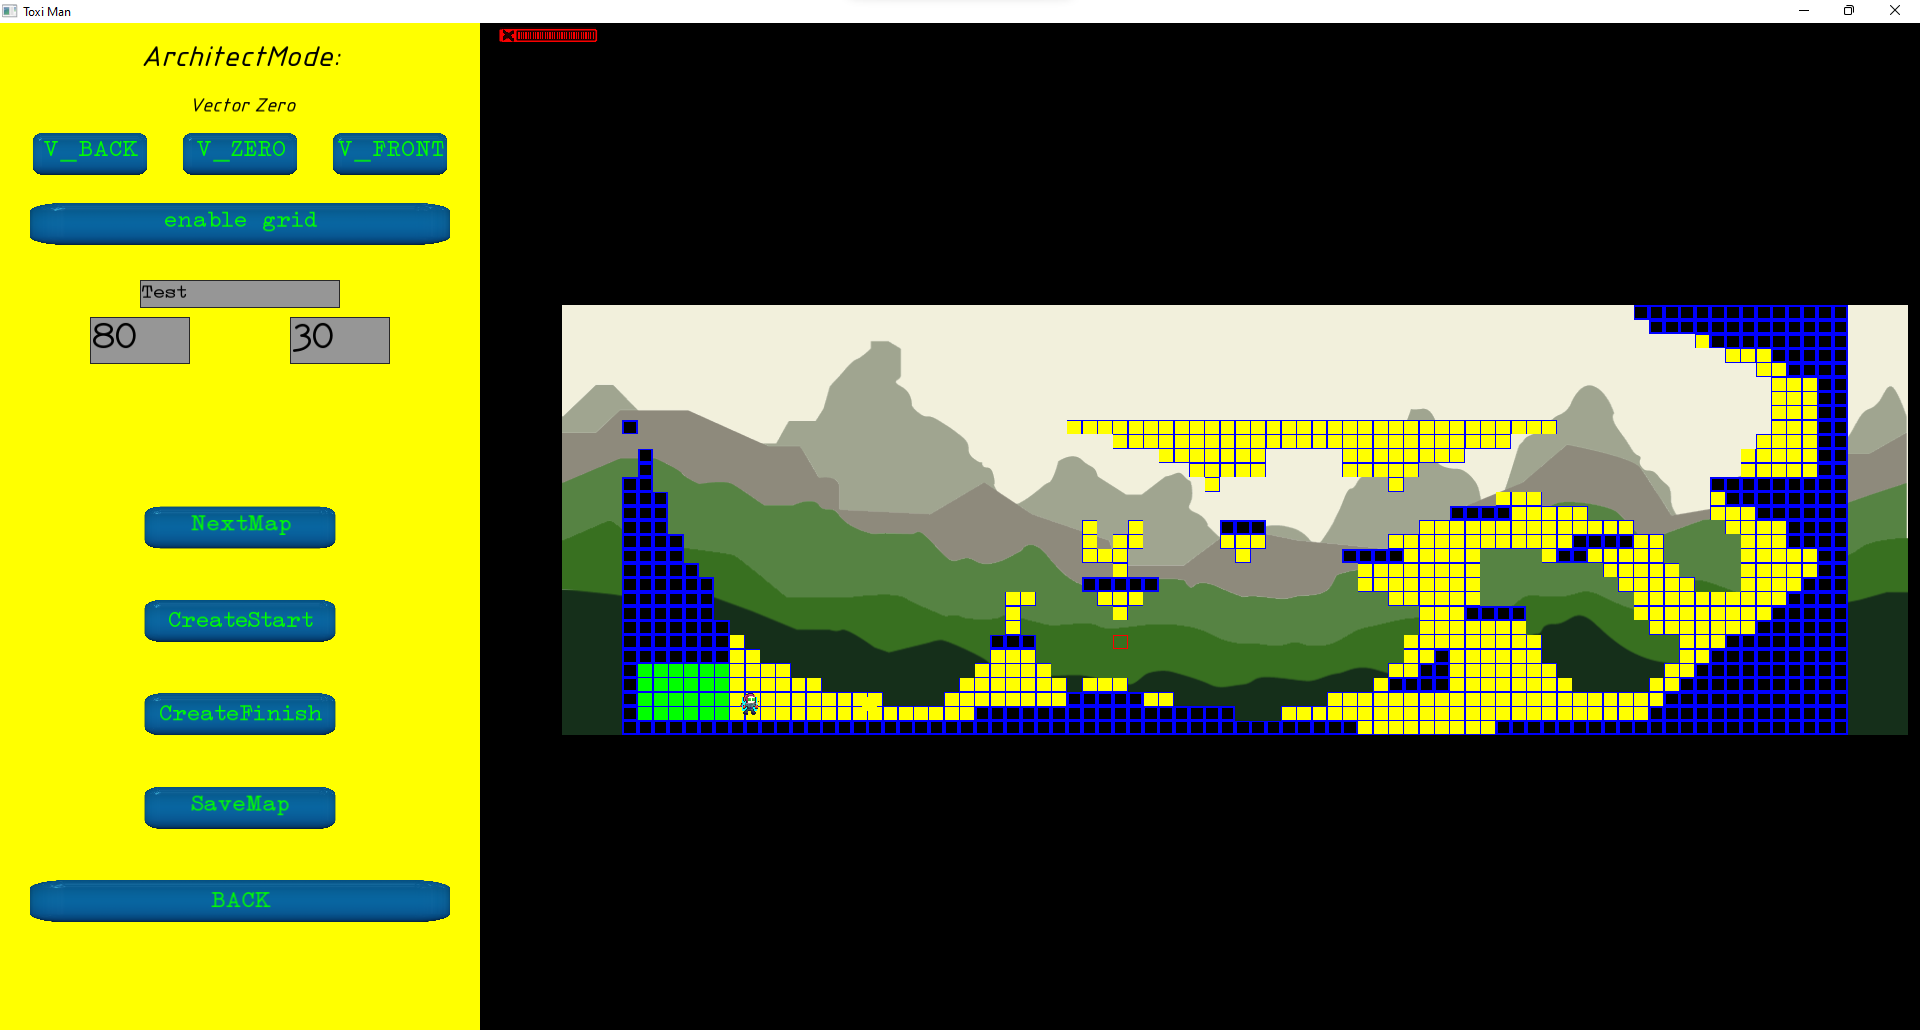 Toxi Man
ArchitectMode:
Vector Zero
V_BACK V_ZERO V_FRONT
enable grid
Test
80 30
NextMap
CreateStart
CreateFinish
SaveMap
BACK